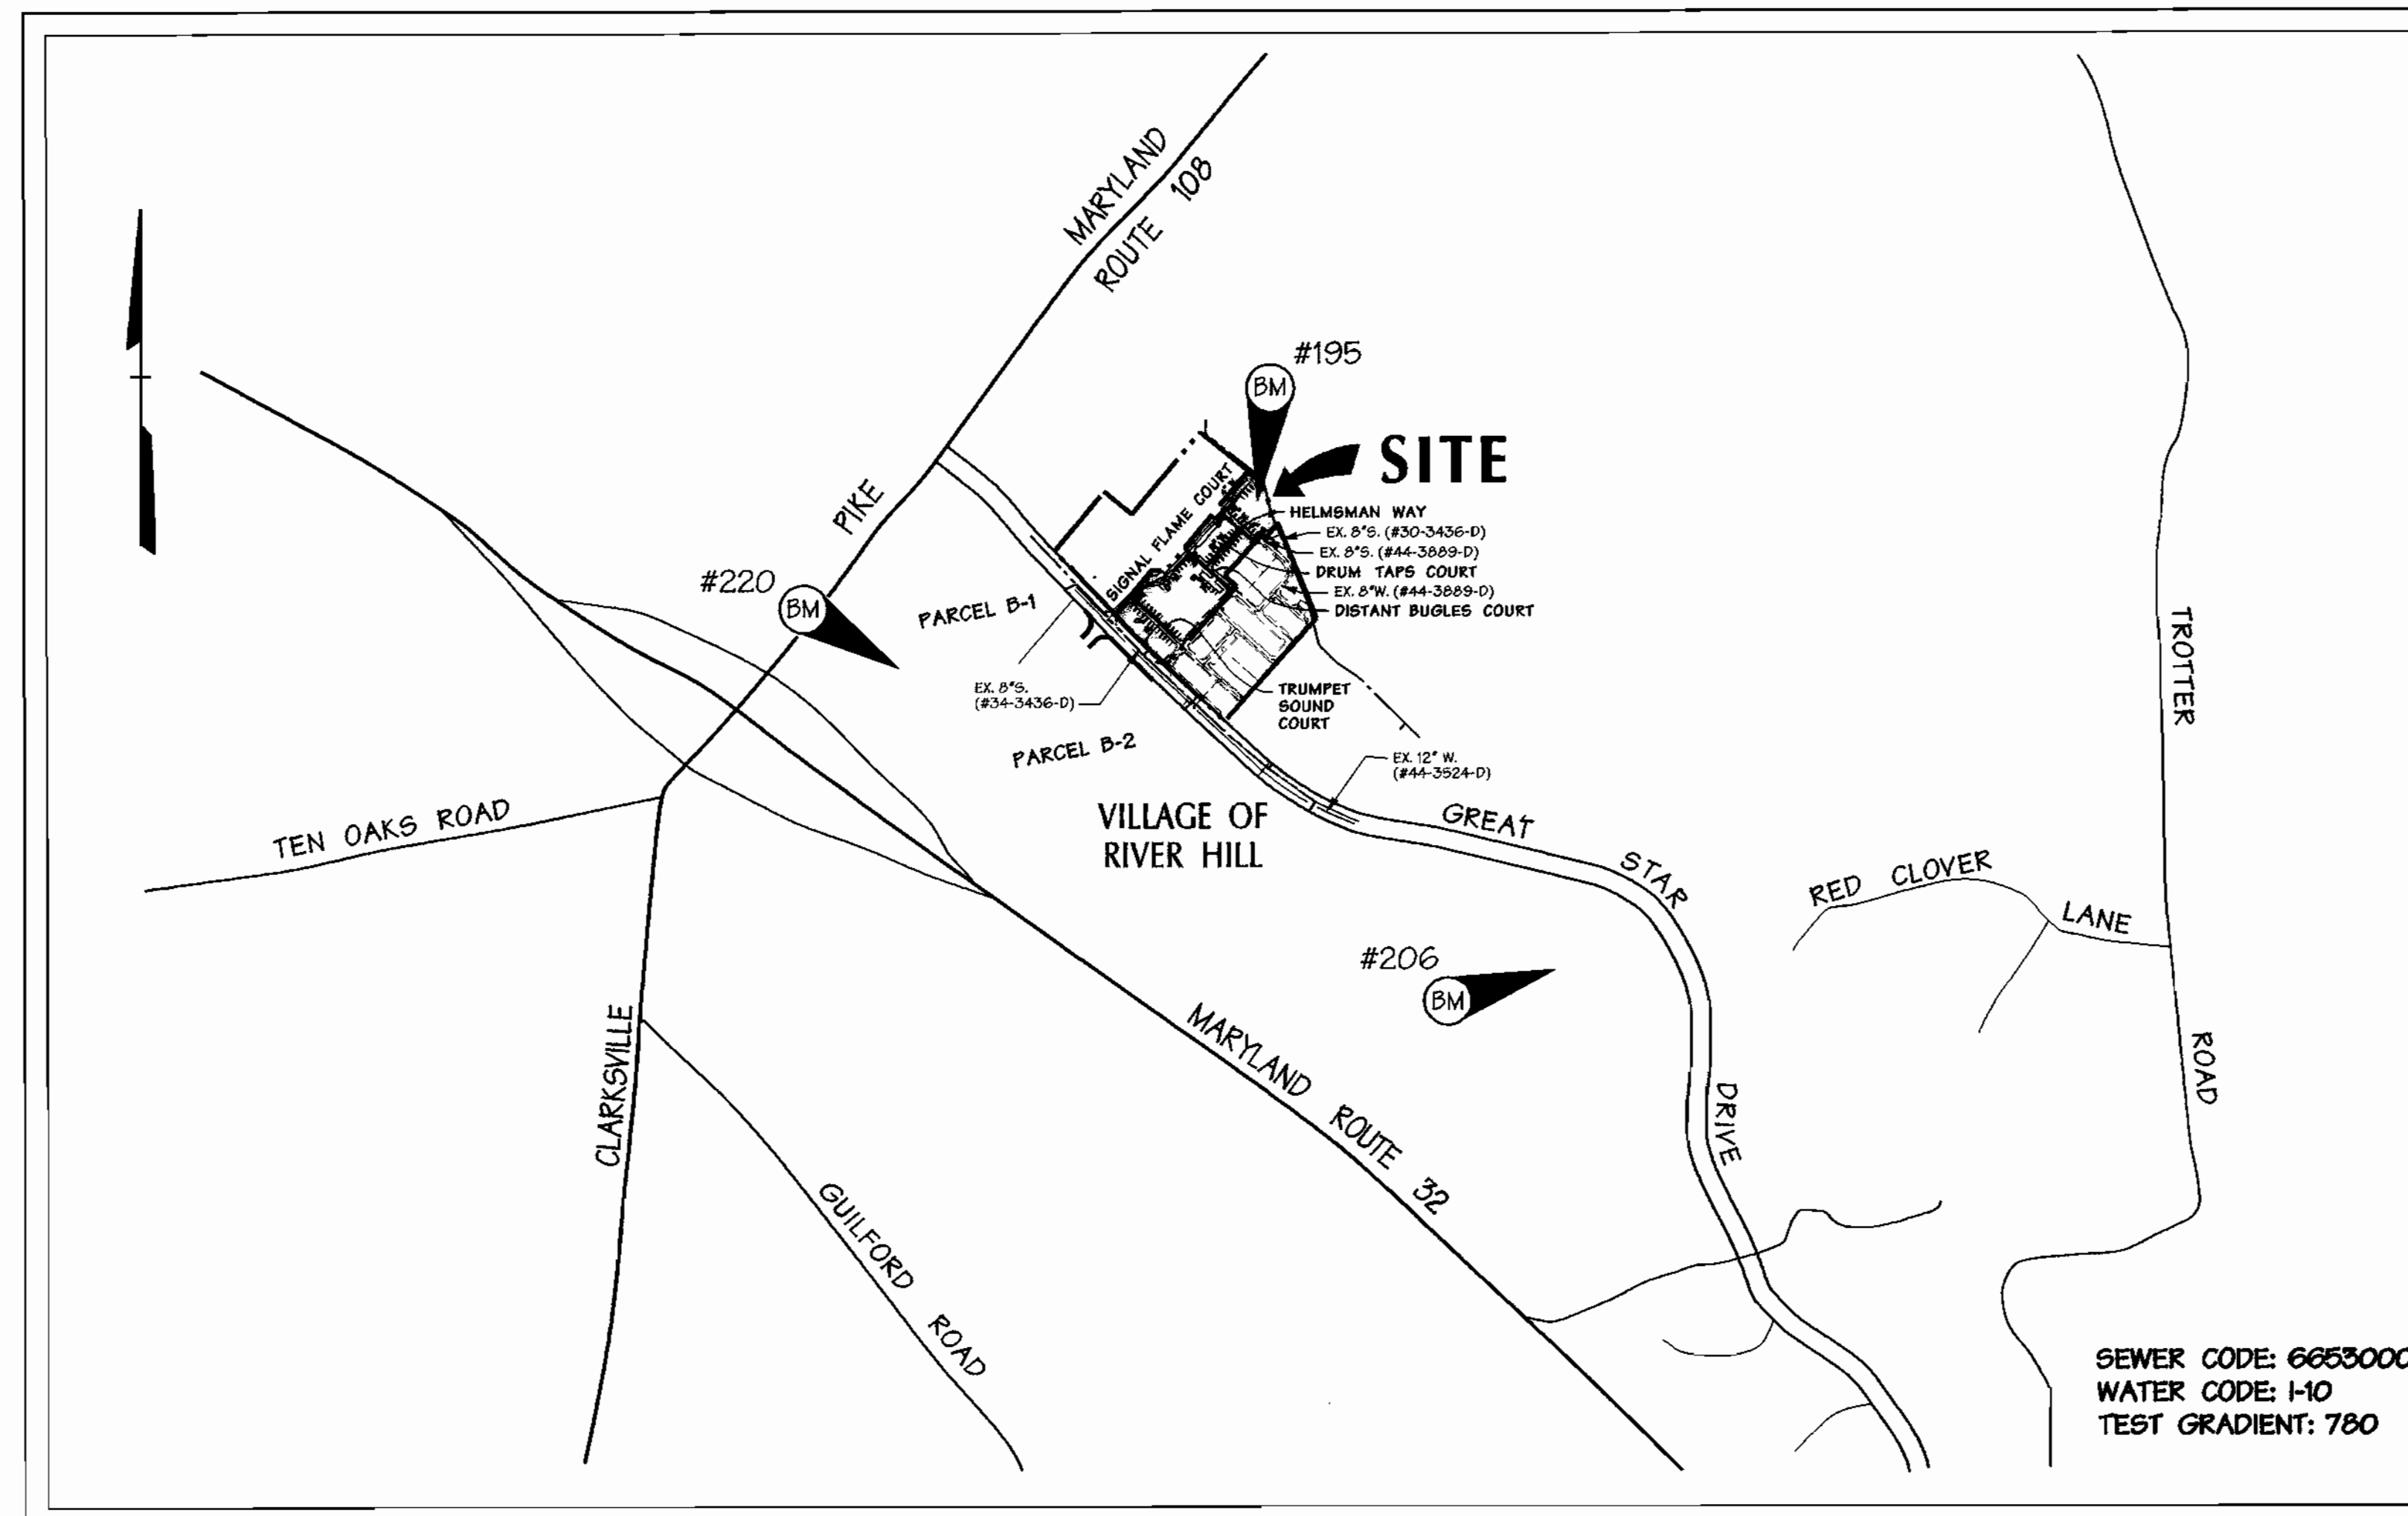 MARYLAND
ROUTE 108
#195
BM
SITE
SIGNAL FLAME COURT
HELMSMAN WAY
EX. 8"S. (#30-3436-D)
EX. 8"S. (#44-3889-D)
DRUM TAPS COURT
EX. 8"W. (#44-3889-D)
DISTANT BUGLES COURT
PIKE
#220
BM
PARCEL B-1
EX. 8"S.
(#34-3436-D)
TRUMPET
SOUND
COURT
PARCEL B-2
EX. 12" W.
(#44-3524-D)
TROTTER
TEN OAKS ROAD
VILLAGE OF
RIVER HILL
GREAT
STAR
DRIVE
RED CLOVER
LANE
#206
BM
CLARKSVILLE
MARYLAND ROUTE 32
ROAD
GUILFORD ROAD
SEWER CODE: 6653000
WATER CODE: I-10
TEST GRADIENT: 780